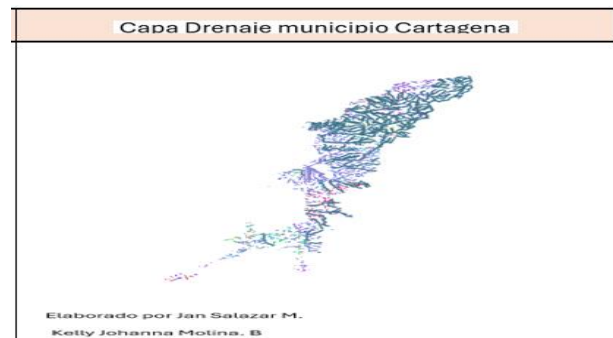 Capa Drenaje municipio Cartagena
Elaborado por Jan Salazar M.
Kelly Johanna Molina. B